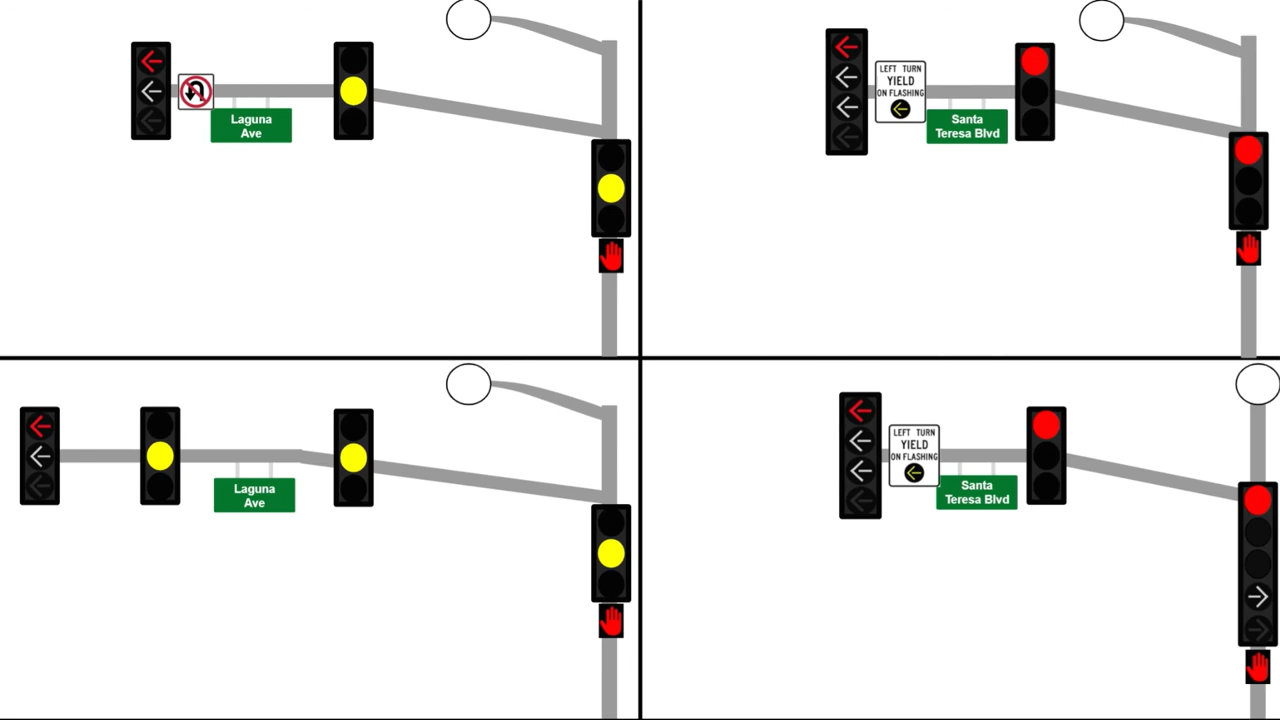 Laguna
Ave
LEFT TURN
YIELD
ON FLASHING
Santa
Teresa Blvd
Laguna
Ave
LEFT TURN
YIELD
ON FLASHING
Santa
Teresa Blvd